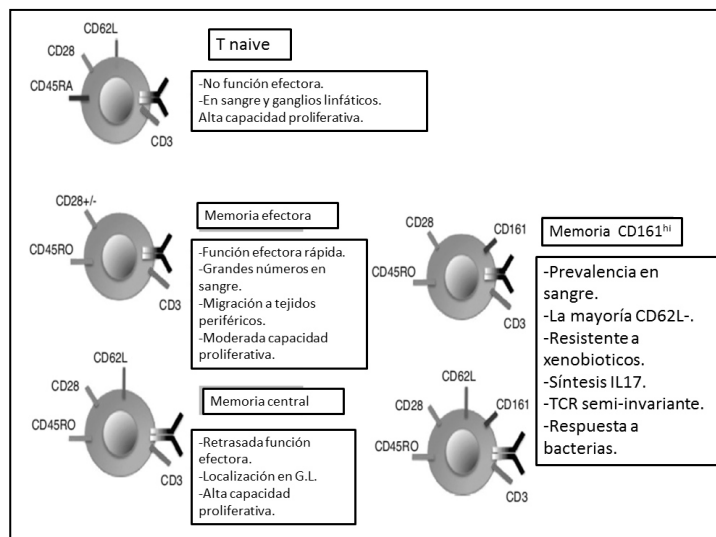 T naive
CD62L
CD28
CD45RA
CD3
-No función efectora.
-En sangre y ganglios linfáticos.
Alta capacidad proliferativa.
Memoria efectora
CD28+/-
CD45RO
CD3
-Función efectora rápida.
-Grandes números en
sangre.
-Migración a tejidos
periféricos.
-Moderada capacidad
proliferativa.
Memoria central
CD62L
CD28
CD45RO
CD3
-Retrasada función
efectora.
-Localización en G.L.
-Alta capacidad
proliferativa.
Memoria CD161hi
CD28
CD161
CD45RO
CD3
CD62L
CD28
CD161
CD45RO
CD3
-Prevalencia en
sangre.
-La mayoría CD62L-.
-Resistente a
xenobioticos.
-Síntesis IL17.
-TCR semi-invariante.
-Respuesta a
bacterias.